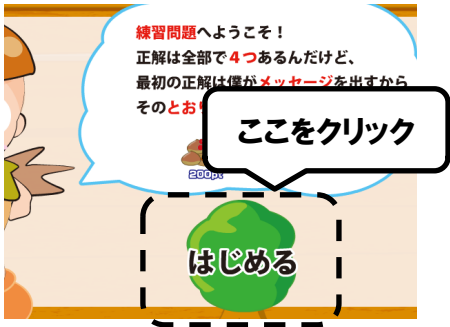 練習問題へようこそ！
正解は全部で４つあるんだけど、
最初の正解は僕がメッセージを出すから
そのとおり
ここをクリック
200pt
はじめる